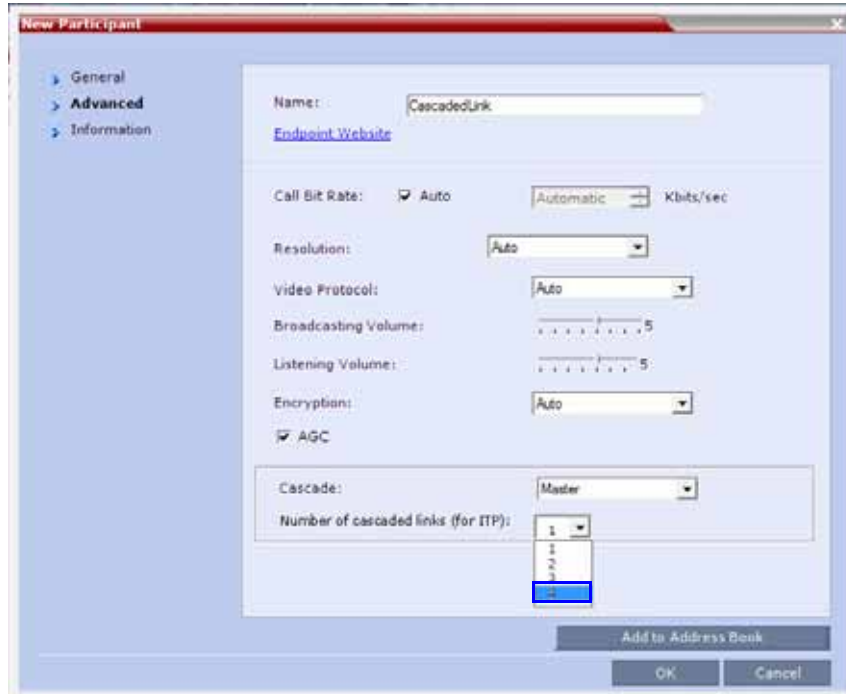 New Participant
General
Advanced
Information
Name: CascadedLink
Endpoint Website
Call Bit Rate: Auto Automatic Kbits/sec
Resolution: Auto
Video Protocol: Auto
Broadcasting Volume: 5
Listening Volume: 5
Encryption: Auto
AGC
Cascade: Master
Number of cascaded links (for ITP): 1
1
2
3
4
Add to Address Book
OK Cancel